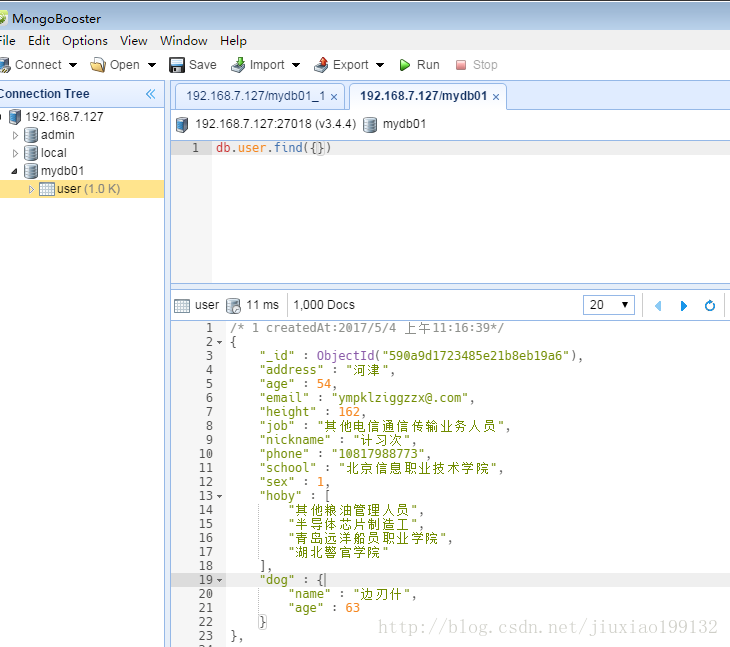 MongoBooster
File Edit Options View Window Help
Connect Open Save Import Export Run Stop
Connection Tree
192.168.7.127/mydb01_1 × 192.168.7.127/mydb01 ×
192.168.7.127
admin
local
mydb01
user (1.0 K)
192.168.7.127:27018 (v3.4.4) mydb01
1 db.user.find({})
user 11 ms 1,000 Docs 20
1 /* 1 createdAt:2017/5/4 上午11:16:39*/
2 {
3 "_id" : ObjectId("590a9d1723485e21b8eb19a6"),
4 "address" : "河津",
5 "age" : 54,
6 "email" : "ympklziggzzx@.com",
7 "height" : 162,
8 "job" : "其他电信通信传输业务人员",
9 "nickname" : "计习次",
10 "phone" : "10817988773",
11 "school" : "北京信息职业技术学院",
12 "sex" : 1,
13 "hoby" : [
14 "其他粮油管理人员",
15 "半导体芯片制造工",
16 "青岛远洋船员职业学院",
17 "湖北警官学院"
18 ],
19 "dog" : {
20 "name" : "边刃什",
21 "age" : 63
22 }
23 },
http://blog.csdn.net/jiuxiao199132